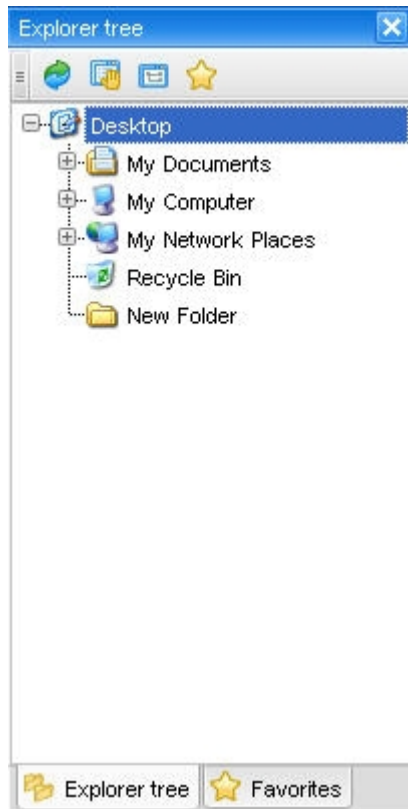 Explorer tree
Desktop
My Documents
My Computer
My Network Places
Recycle Bin
New Folder
Explorer tree Favorites